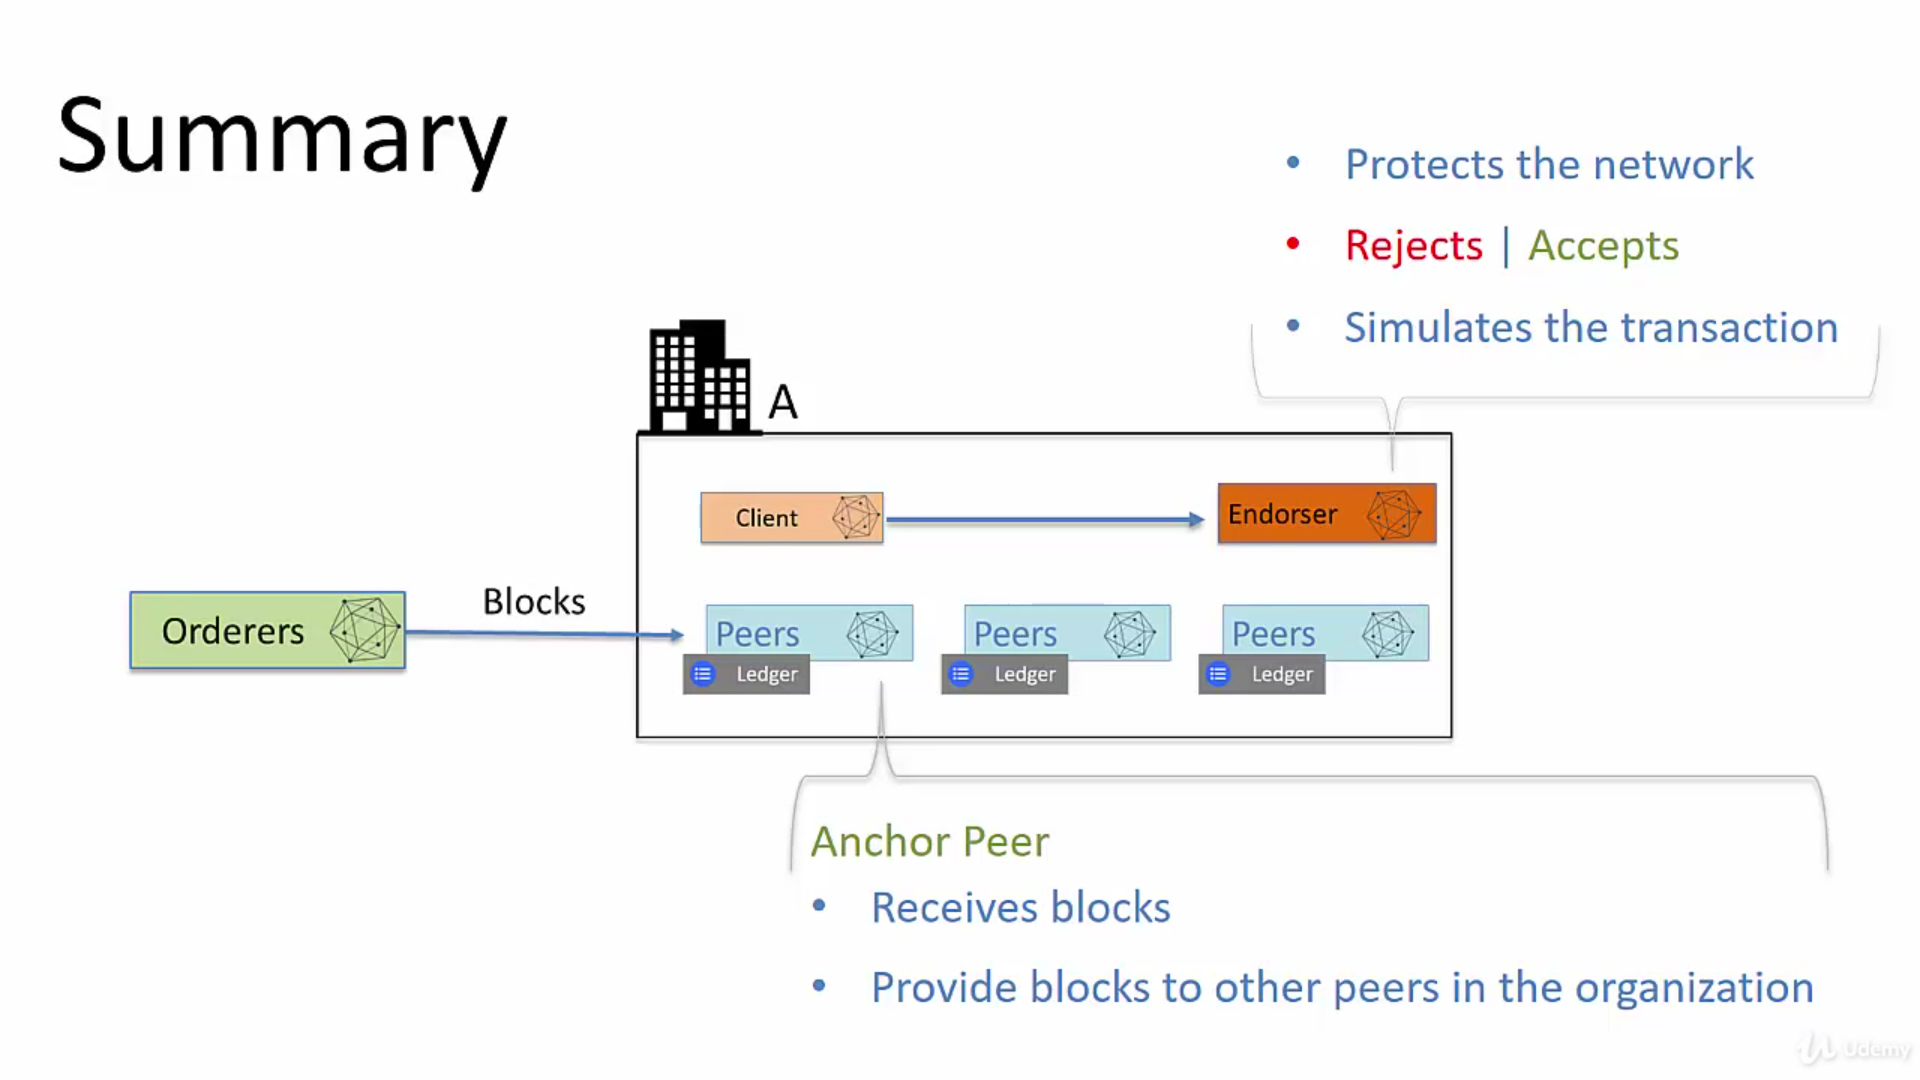 Summary
• Protects the network
• Rejects | Accepts
• Simulates the transaction
A
Client
Endorser
Orderers
Blocks
Peers
Peers
Peers
Ledger
Ledger
Ledger
Anchor Peer
• Receives blocks
• Provide blocks to other peers in the organization
Udemy